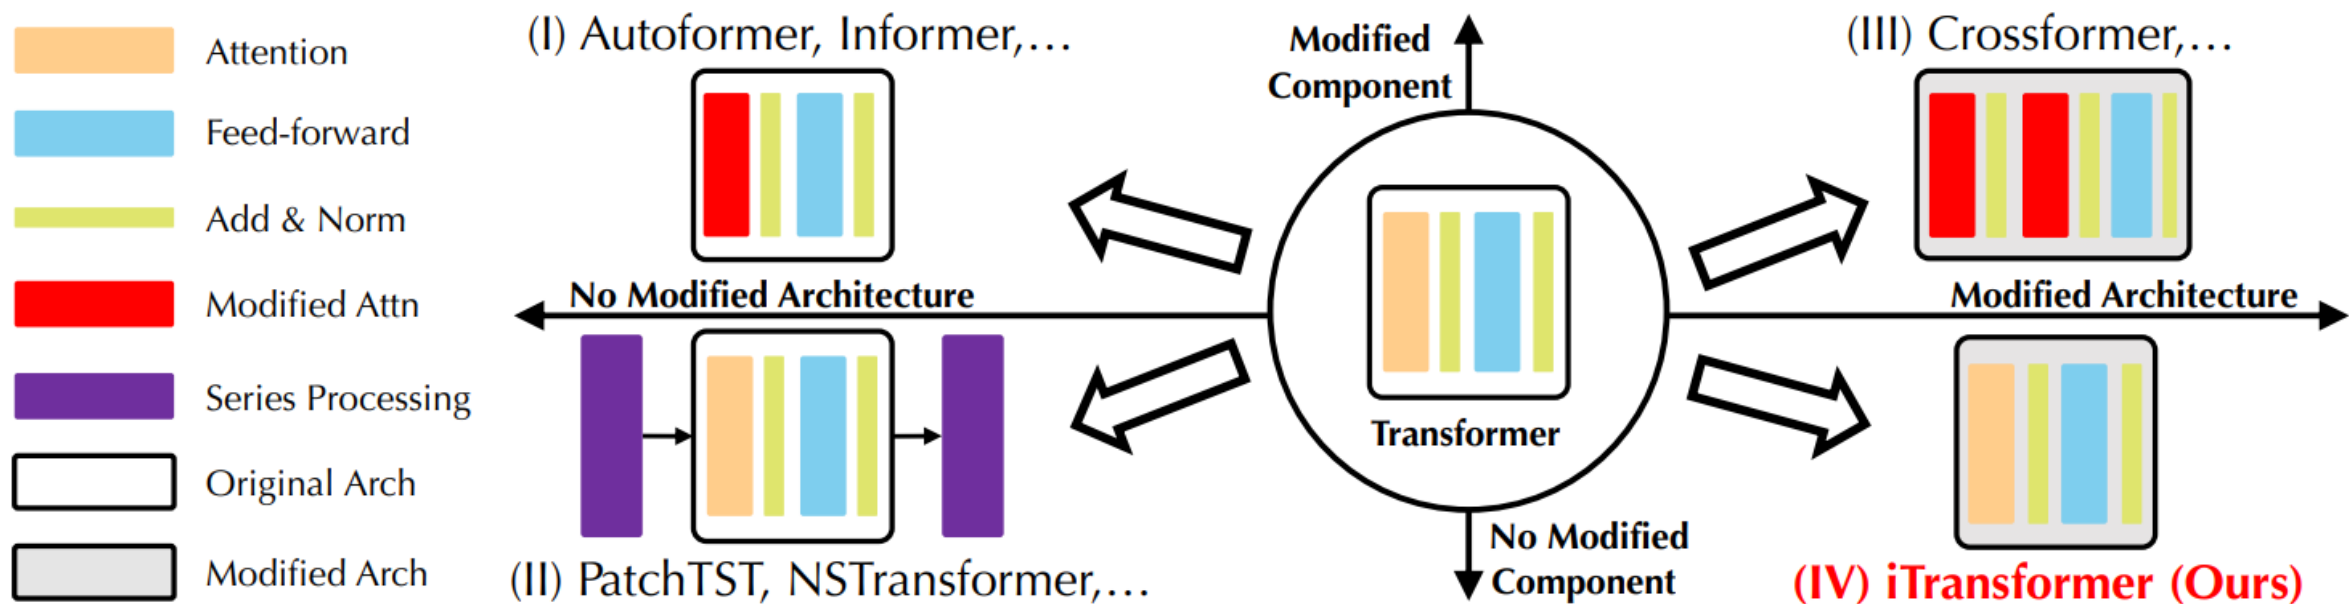 Attention
Feed-forward
Add & Norm
Modified Attn
Series Processing
Original Arch
Modified Arch
(I) Autoformer, Informer,...
No Modified Architecture
(II) PatchTST, NSTransformer,...
Modified
Component
Transformer
No Modified
Component
(III) Crossformer,...
Modified Architecture
(IV) iTransformer (Ours)